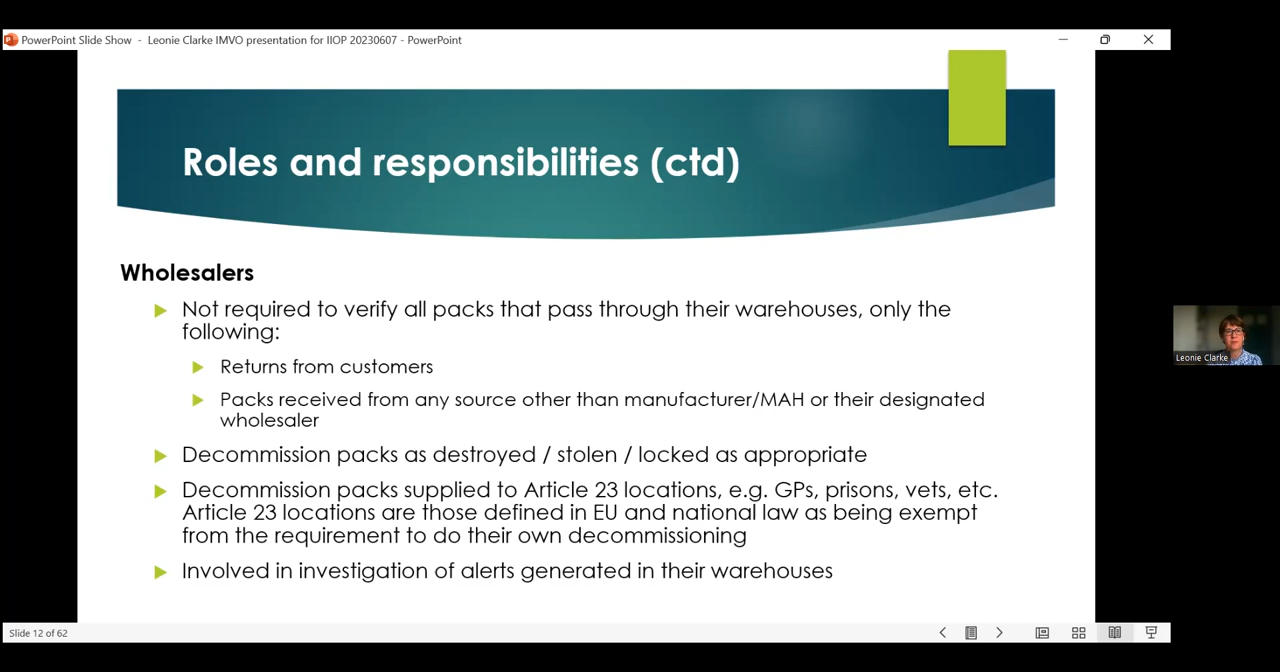 PowerPoint Slide Show - Leonie Clarke IMVO presentation for IIOP 20230607 - PowerPoint
Roles and responsibilities (ctd)
Wholesalers
Not required to verify all packs that pass through their warehouses, only the
following:
Returns from customers
Packs received from any source other than manufacturer/MAH or their designated
wholesaler
Decommission packs as destroyed / stolen / locked as appropriate
Decommission packs supplied to Article 23 locations, e.g. GPs, prisons, vets, etc.
Article 23 locations are those defined in EU and national law as being exempt
from the requirement to do their own decommissioning
Involved in investigation of alerts generated in their warehouses
Leonie Clarke
Slide 12 of 62